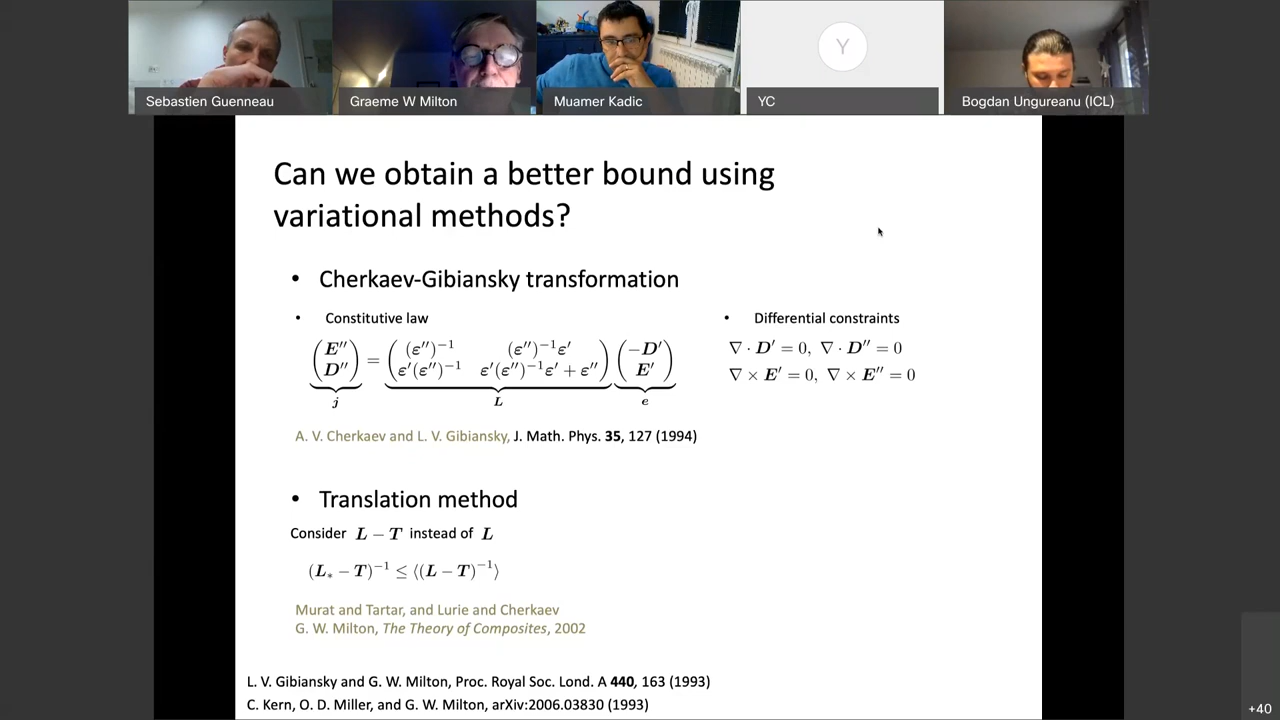 Sebastien Guenneau
Graeme W Milton
Muamer Kadic
Y
YC
Bogdan Ungureanu (ICL)
Can we obtain a better bound using
variational methods?
• Cherkaev-Gibiansky transformation
• Constitutive law
(E′′ D′′) = ((ε′′)⁻¹ (ε′′)⁻¹ε′ ε′(ε′′)⁻¹ ε′(ε′′)⁻¹ε′ + ε′′) (−D′ E′)
j L e
• Differential constraints
∇ · D′ = 0, ∇ · D′′ = 0
∇ × E′ = 0, ∇ × E′′ = 0
A. V. Cherkaev and L. V. Gibiansky, J. Math. Phys. 35, 127 (1994)
• Translation method
Consider L − T instead of L
(L∗ − T)⁻¹ ≤ ⟨(L − T)⁻¹⟩
Murat and Tartar, and Lurie and Cherkaev
G. W. Milton, The Theory of Composites, 2002
L. V. Gibiansky and G. W. Milton, Proc. Royal Soc. Lond. A 440, 163 (1993)
C. Kern, O. D. Miller, and G. W. Milton, arXiv:2006.03830 (1993)
+40